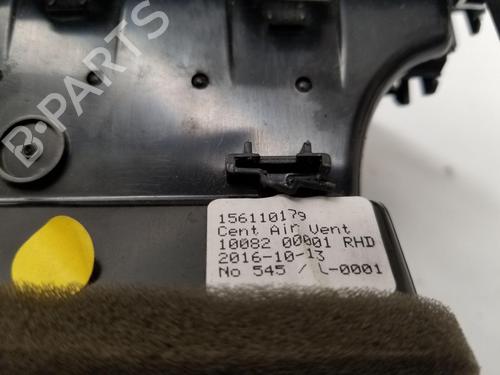 B-PARTS
156110179
Cent Air Vent
10082 00001 RHD
2016-10-13
No 545 / L-0001